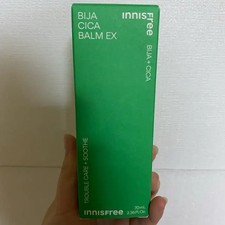 BIJA
CICA
BALM EX
INNISFree
BIJA + CICA
TROUBLE CARE + SOOTHE
INNISFree